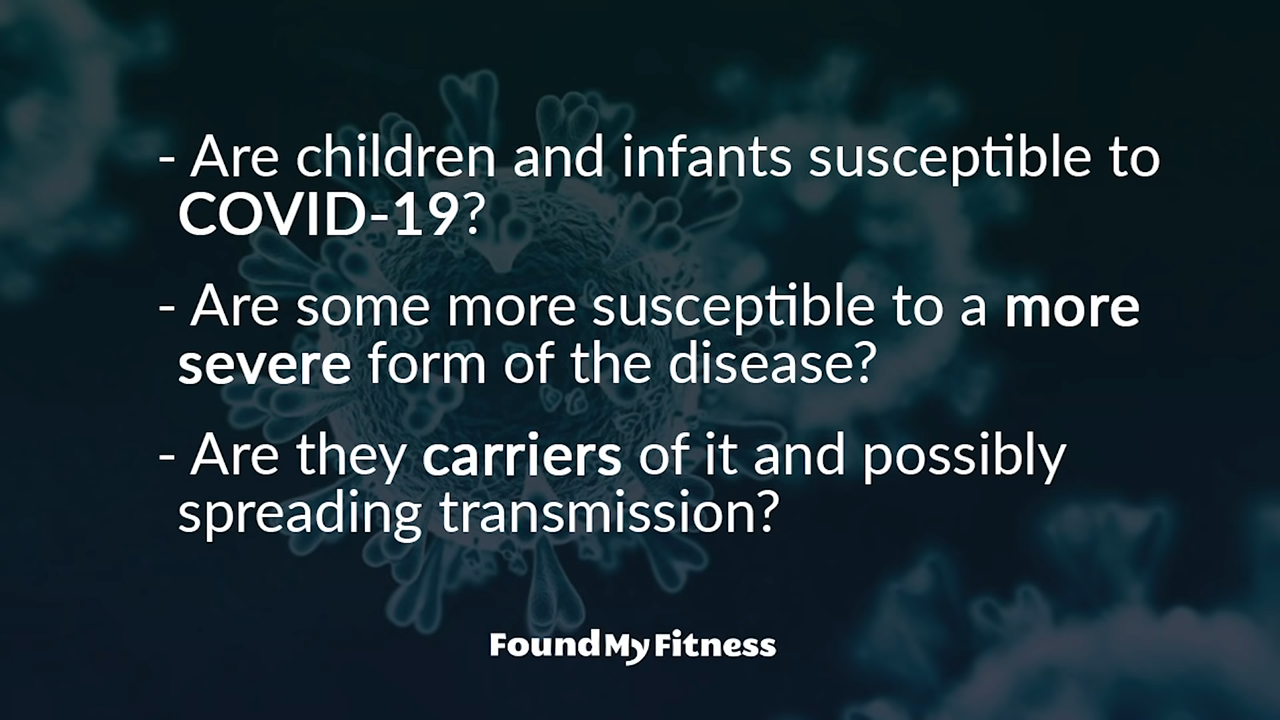 - Are children and infants susceptible to
COVID-19?
- Are some more susceptible to a more
severe form of the disease?
- Are they carriers of it and possibly
spreading transmission?
FoundMyFitness